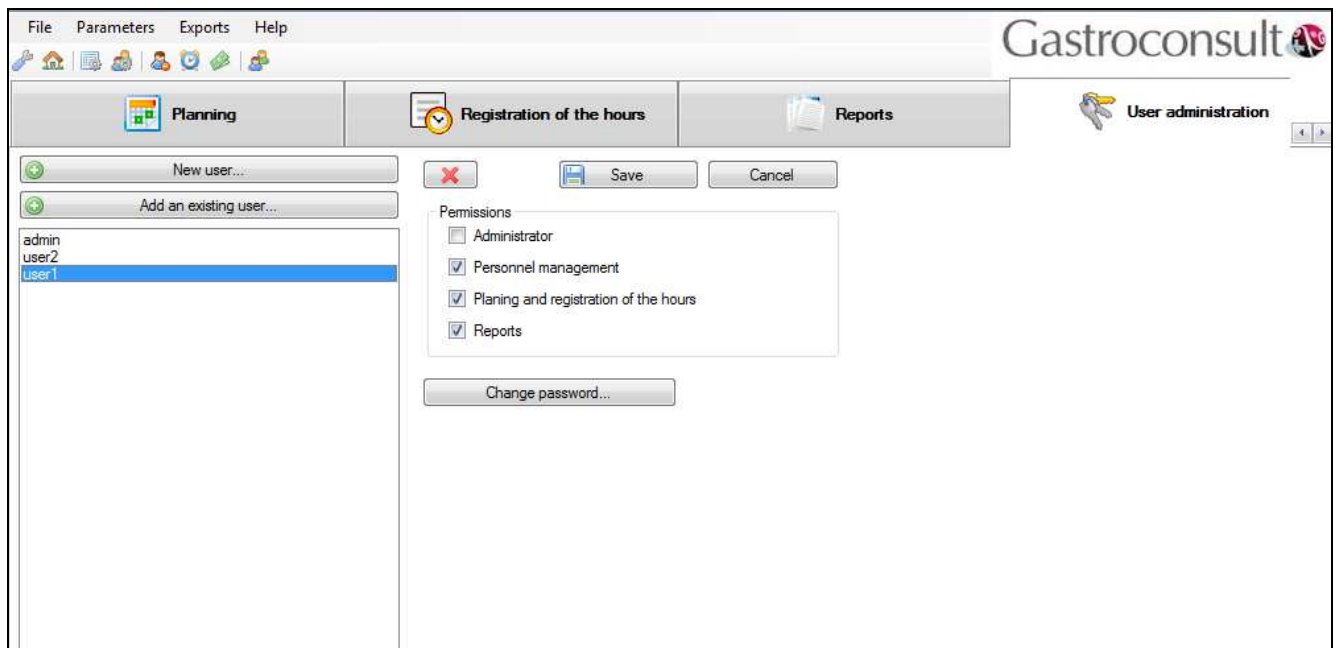 File Parameters Exports Help
Gastroconsult
Planning Registration of the hours Reports User administration
New user...
Save Cancel
Add an existing user...
Permissions
admin
Administrator
user2
user1
Personnel management
Planing and registration of the hours
Reports
Change password...